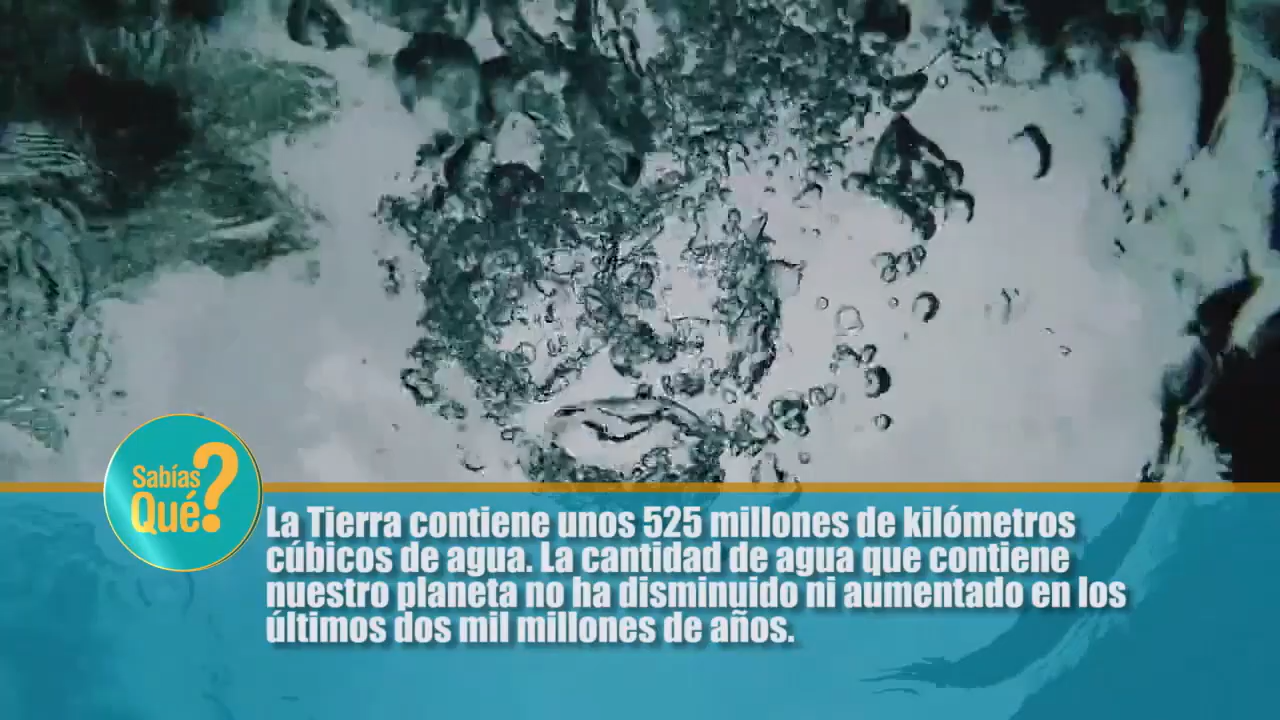 Sabías
Qué?
La Tierra contiene unos 525 millones de kilómetros
cúbicos de agua. La cantidad de agua que contiene
nuestro planeta no ha disminuido ni aumentado en los
últimos dos mil millones de años.